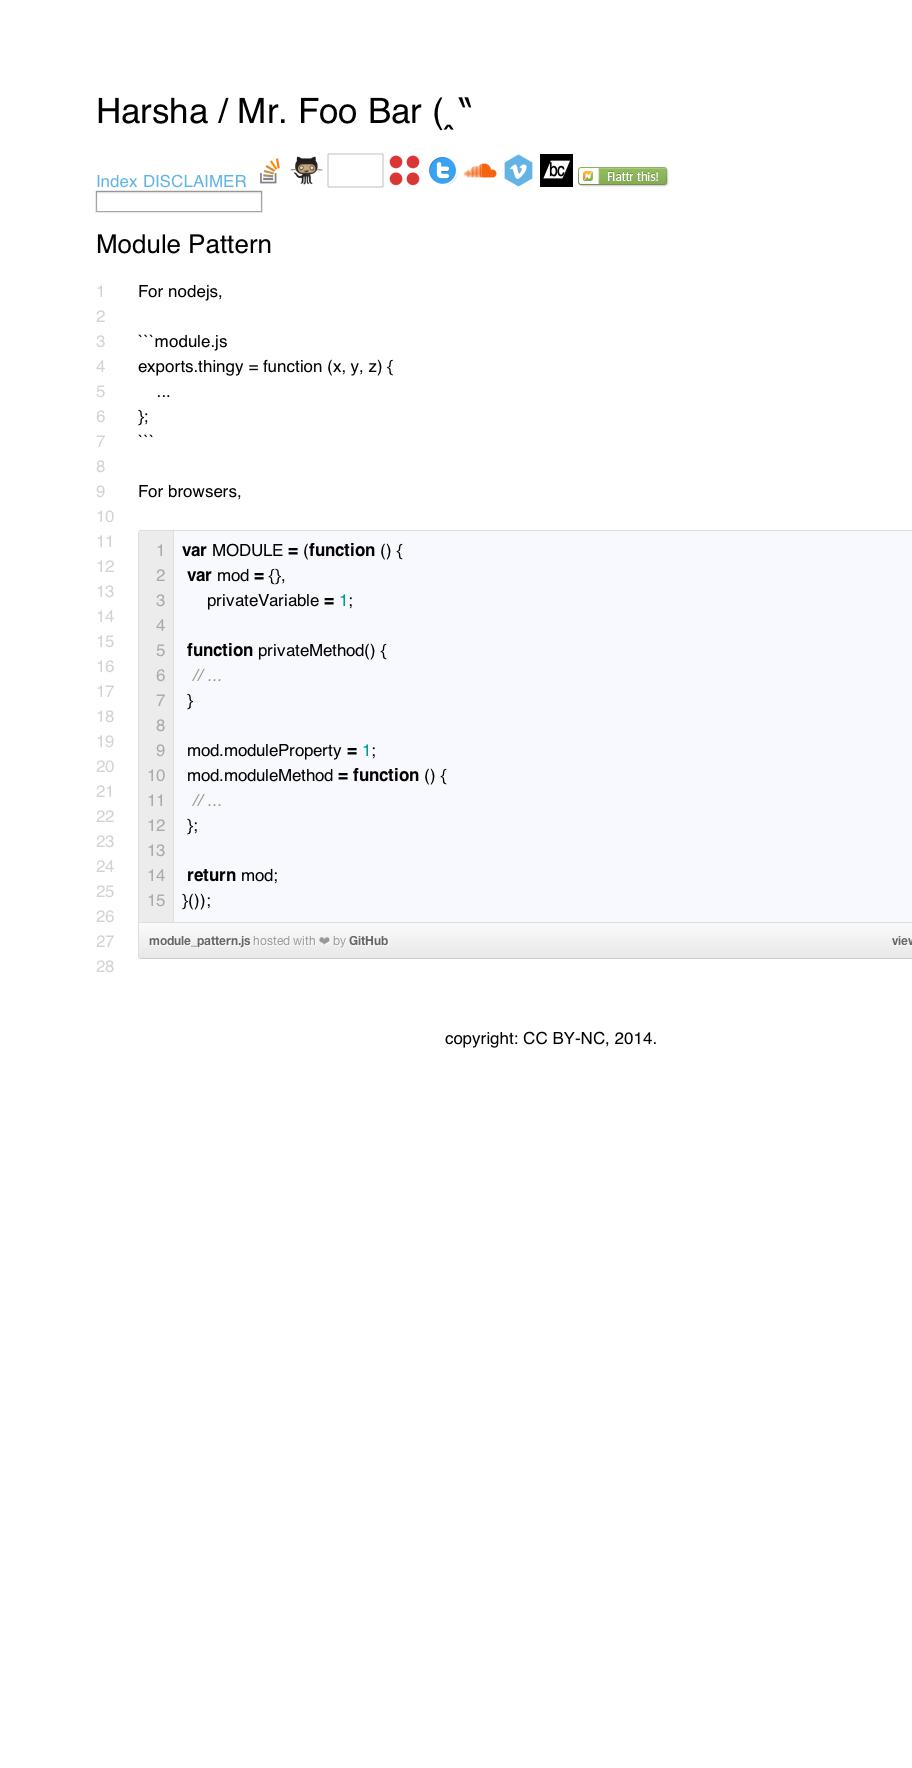 Harsha / Mr. Foo Bar (‸‶
Index DISCLAIMER bc Flattr this!
Module Pattern
1 For nodejs,
2
3 ```module.js
4 exports.thingy = function (x, y, z) {
5 ...
6 };
7 ```
8
9 For browsers,
10
11
12
13
14
15
16
17
18
19
20
21
22
23
24
25
26
27
28
1 var MODULE = (function () {
2 var mod = {},
3 privateVariable = 1;
4
5 function privateMethod() {
6 // ...
7 }
8
9 mod.moduleProperty = 1;
10 mod.moduleMethod = function () {
11 // ...
12 };
13
14 return mod;
15 }());
module_pattern.js hosted with ❤ by GitHub view
copyright: CC BY-NC, 2014.